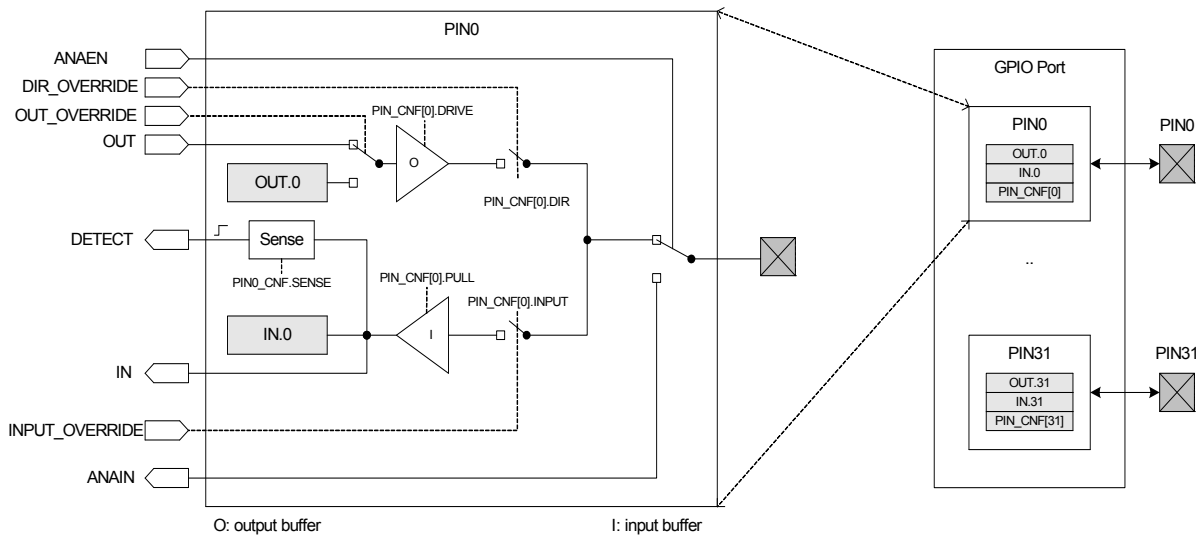 PIN0
ANAEN
DIR_OVERRIDE
OUT_OVERRIDE
OUT
PIN_CNF[0].DRIVE
O
OUT.0
PIN_CNF[0].DIR
DETECT
Sense
PIN0_CNF.SENSE
PIN_CNF[0].PULL
PIN_CNF[0].INPUT
IN.0
I
IN
INPUT_OVERRIDE
ANAIN
O: output buffer
I: input buffer
GPIO Port
PIN0
PIN0
OUT.0
IN.0
PIN_CNF[0]
..
PIN31
PIN31
OUT.31
IN.31
PIN_CNF[31]